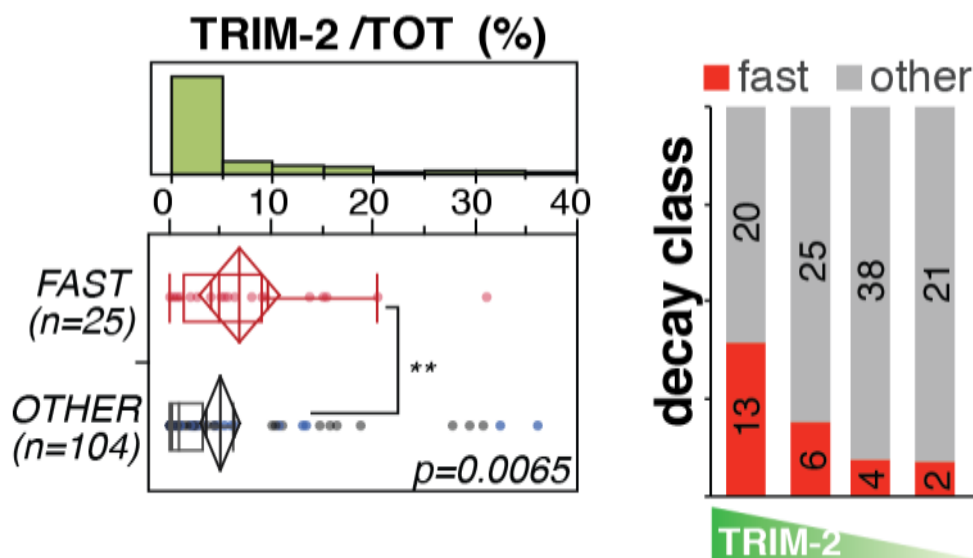 TRIM-2 /TOT (%)
0 10 20 30 40
FAST
(n=25)
OTHER
(n=104)
**
p=0.0065
fast other
decay class
20 25 38 21
13 6 4 2
TRIM-2